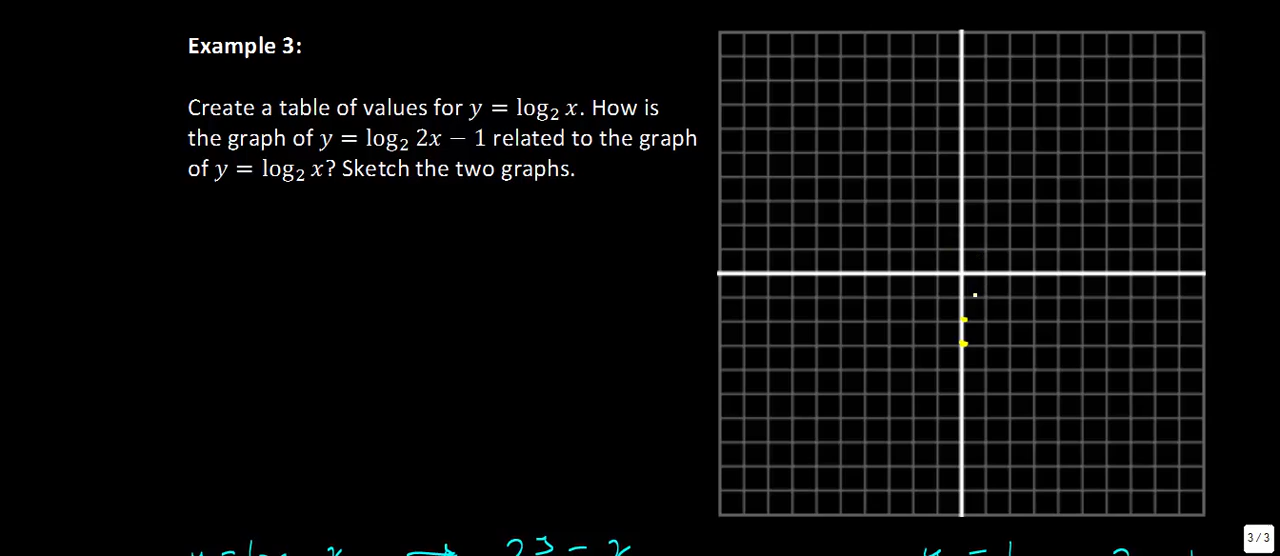 Example 3:
Create a table of values for y = log₂ x. How is
the graph of y = log₂ 2x − 1 related to the graph
of y = log₂ x? Sketch the two graphs.
3 / 3